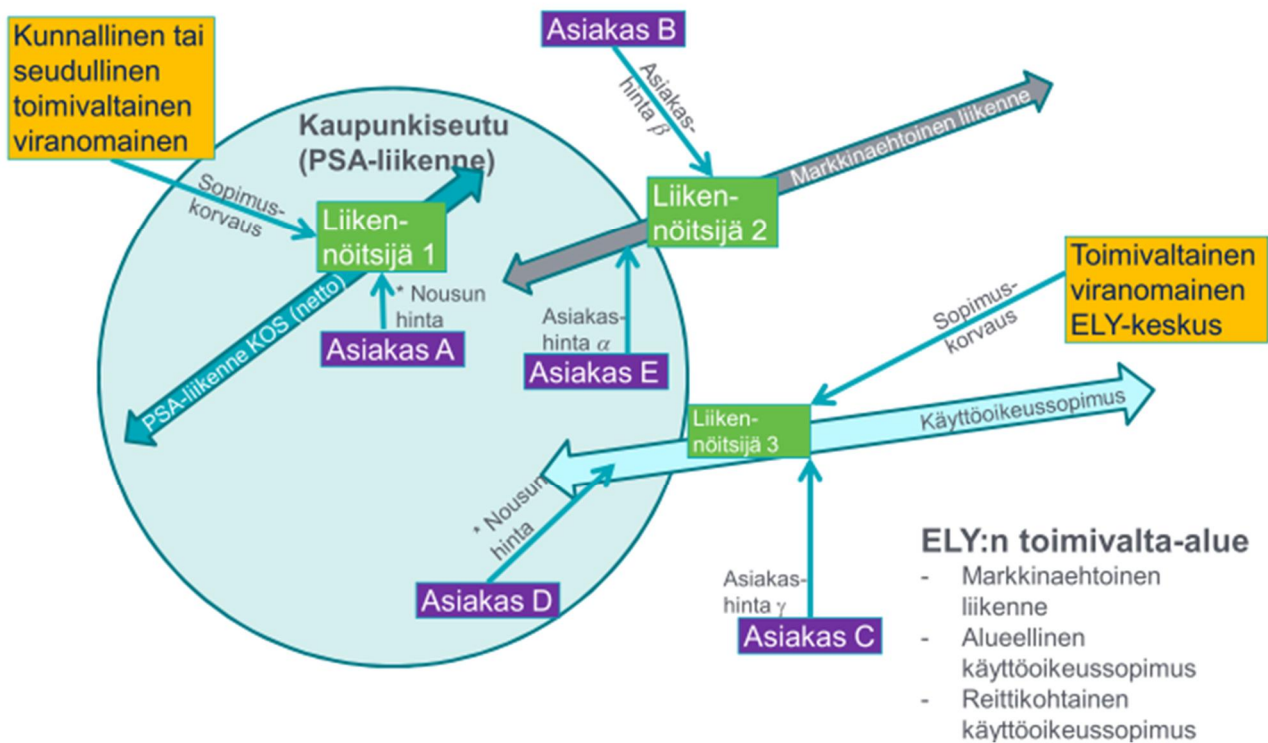 Kunnallinen tai
seudullinen
toimivaltainen
viranomainen
Asiakas B
Asiakas-
hinta β
Markkinaehtoinen liikenne
Kaupunkiseutu
(PSA-liikenne)
Sopimus-
korvaus
Liiken-
nöitsijä 1
Liiken-
nöitsijä 2
* Nousun
hinta
Asiakas A
PSA-liikenne KOS (netto)
Asiakas-
hinta α
Asiakas E
Toimivaltainen
viranomainen
ELY-keskus
Sopimus-
korvaus
Liiken-
nöitsijä 3
Käyttöoikeussopimus
* Nousun
hinta
Asiakas D
Asiakas-
hinta γ
Asiakas C
ELY:n toimivalta-alue
- Markkinaehtoinen
liikenne
- Alueellinen
käyttöoikeussopimus
- Reittikohtainen
käyttöoikeussopimus